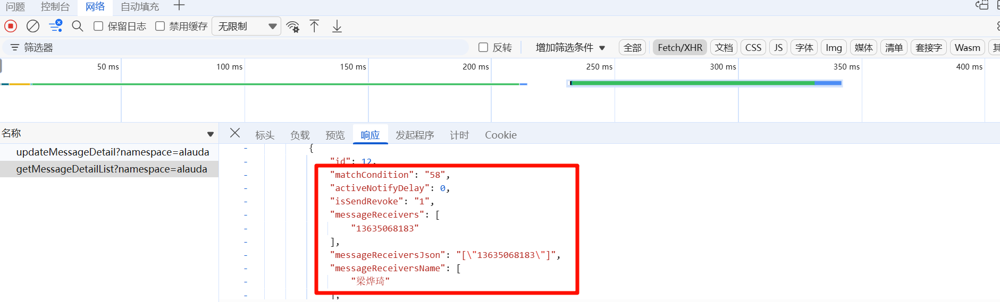 问题 控制台 网络 自动填充
保留日志 禁用缓存 无限制
筛选器 反转 增加筛选条件 全部 Fetch/XHR 文档 CSS JS 字体 Img 媒体 清单 套接字 Wasm
50 ms 100 ms 150 ms 200 ms 250 ms 300 ms 350 ms 400 ms
名称
updateMessageDetail?namespace=alauda
getMessageDetailList?namespace=alauda
标头 负载 预览 响应 发起程序 计时 Cookie
- {
- "id": 12,
- "matchCondition": "58",
- "activeNotifyDelay": 0,
- "isSendRevoke": "1",
- "messageReceivers": [
- "13635068183"
- ],
- "messageReceiversJson": "[\"13635068183\"]",
- "messageReceiversName": [
- "梁烨琦"
- ],